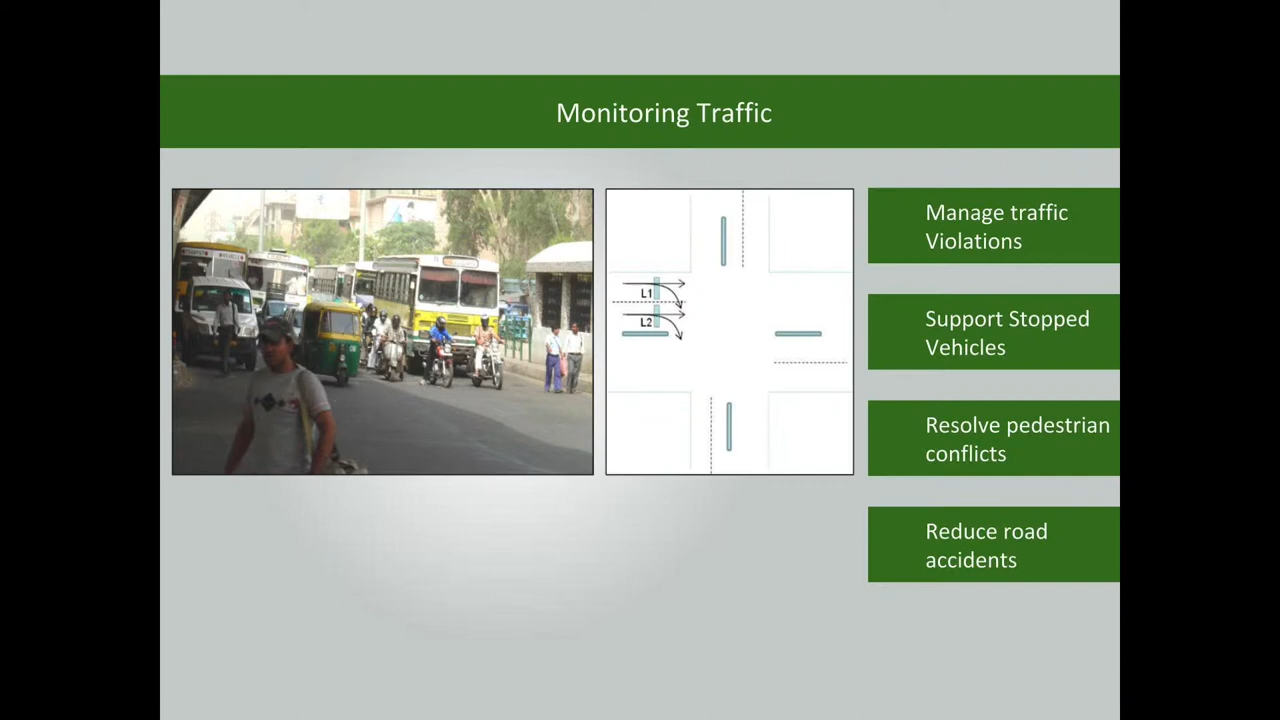 Monitoring Traffic
Manage traffic
Violations
L1
L2
Support Stopped
Vehicles
Resolve pedestrian
conflicts
Reduce road
accidents